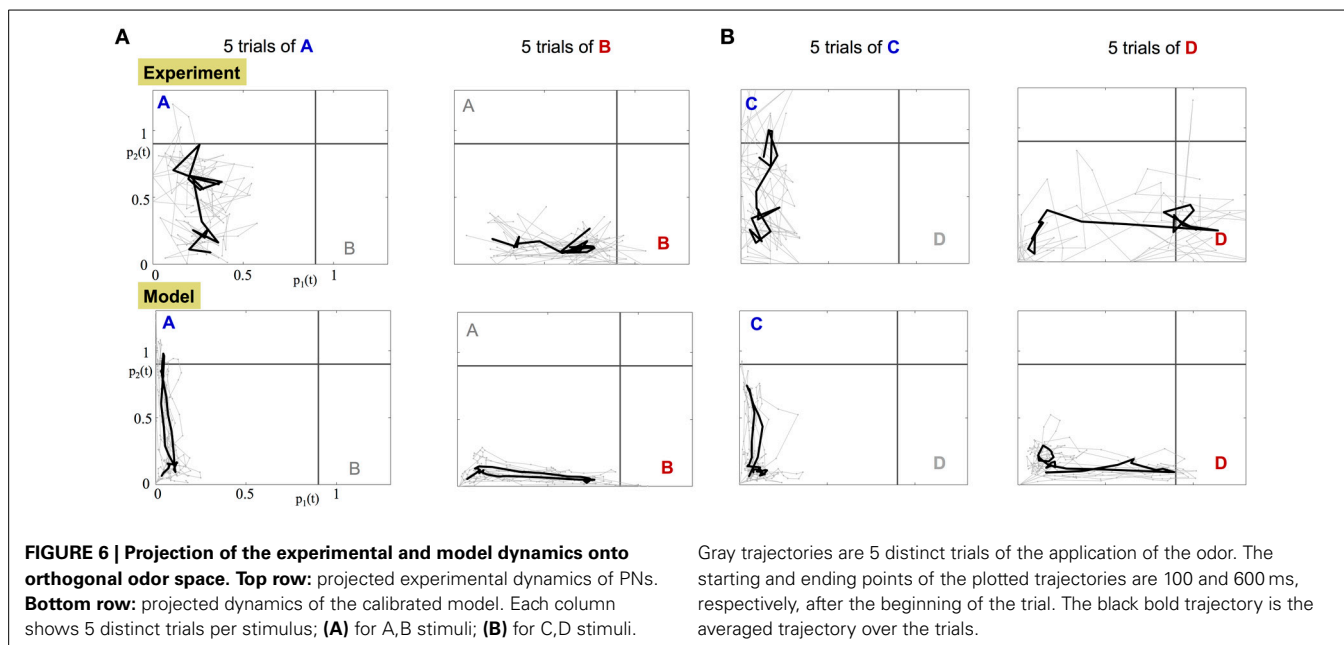 A
5 trials of A
5 trials of B
B
5 trials of C
5 trials of D
Experiment
A
1
p₂(t)
0.5
0
B
0
0.5
p₁(t)
1
A
B
C
D
D
Model
A
1
p₂(t)
0.5
0
B
0
0.5
p₁(t)
1
A
B
C
D
D
FIGURE 6 | Projection of the experimental and model dynamics onto
orthogonal odor space. Top row: projected experimental dynamics of PNs.
Bottom row: projected dynamics of the calibrated model. Each column
shows 5 distinct trials per stimulus; (A) for A,B stimuli; (B) for C,D stimuli.
Gray trajectories are 5 distinct trials of the application of the odor. The
starting and ending points of the plotted trajectories are 100 and 600 ms,
respectively, after the beginning of the trial. The black bold trajectory is the
averaged trajectory over the trials.